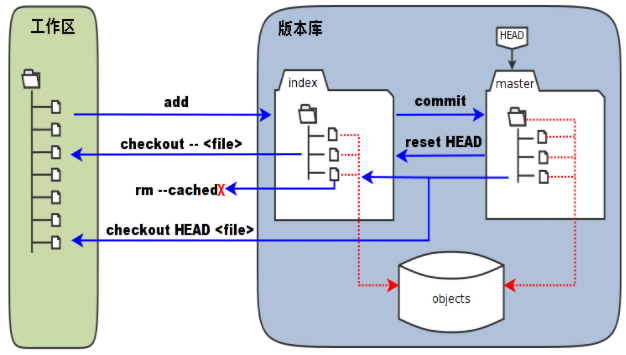 工作区
版本库
HEAD
index
master
add
commit
checkout -- <file>
reset HEAD
rm --cached
X
checkout HEAD <file>
objects